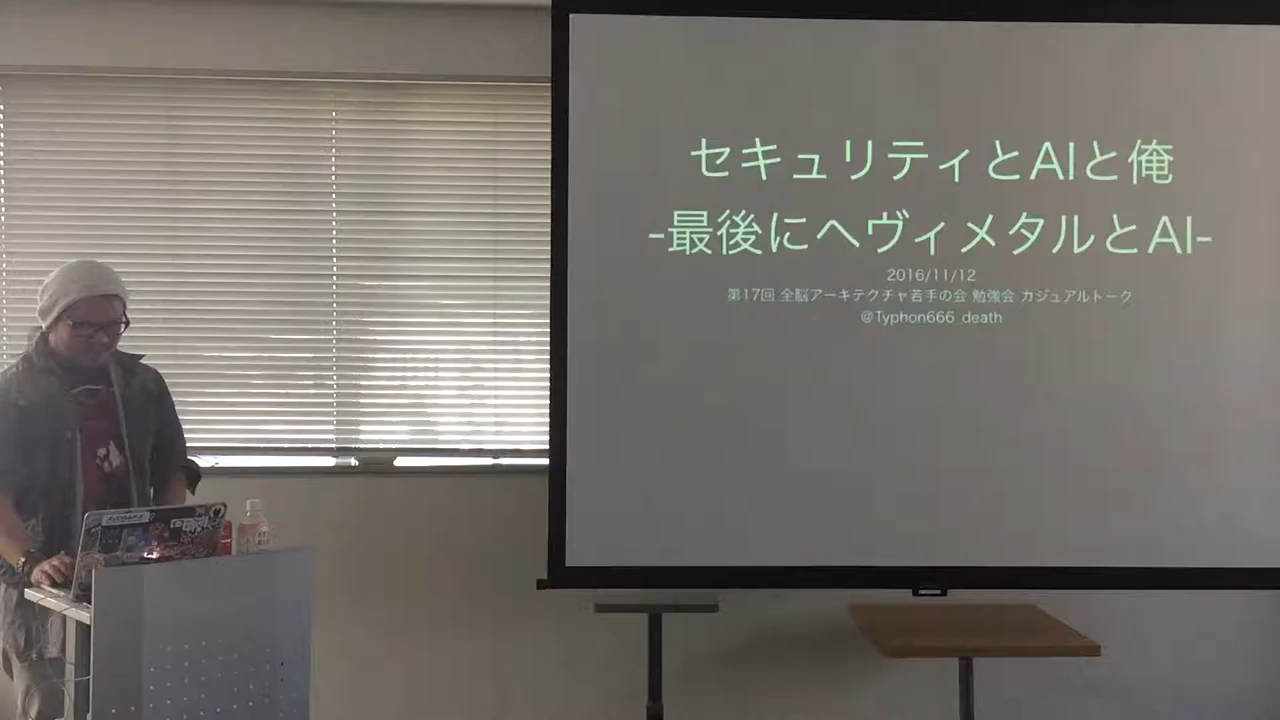 セキュリティとAIと俺
-最後にヘヴィメタルとAI-
2016/11/12
第17回 全脳アーキテクチャ若手の会 勉強会 カジュアルトーク
@Typhon666_death